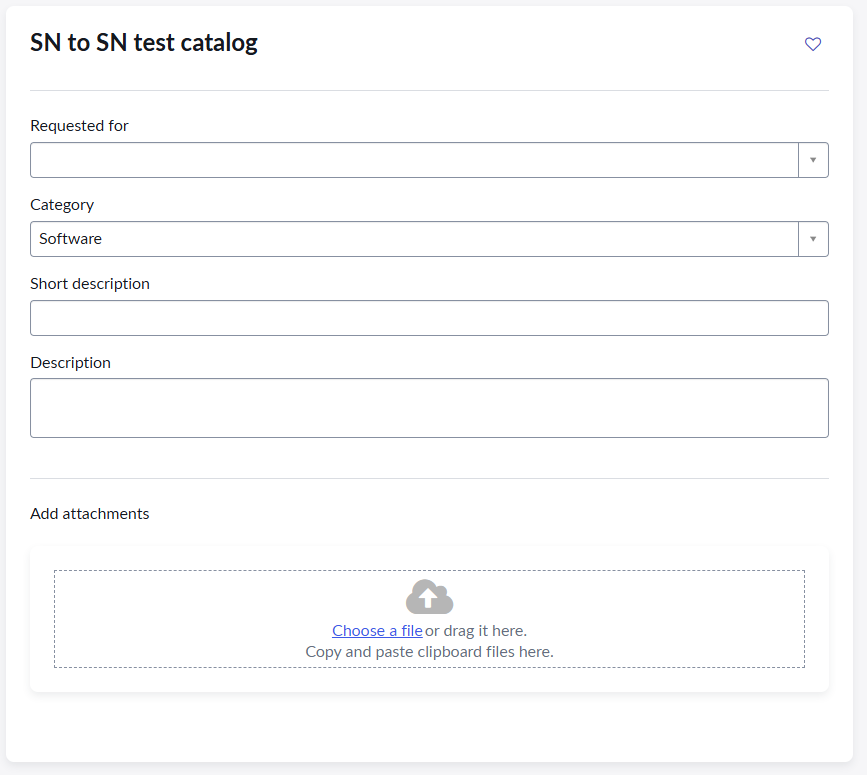 SN to SN test catalog
Requested for
Category
Software
Short description
Description
Add attachments
Choose a file or drag it here.
Copy and paste clipboard files here.